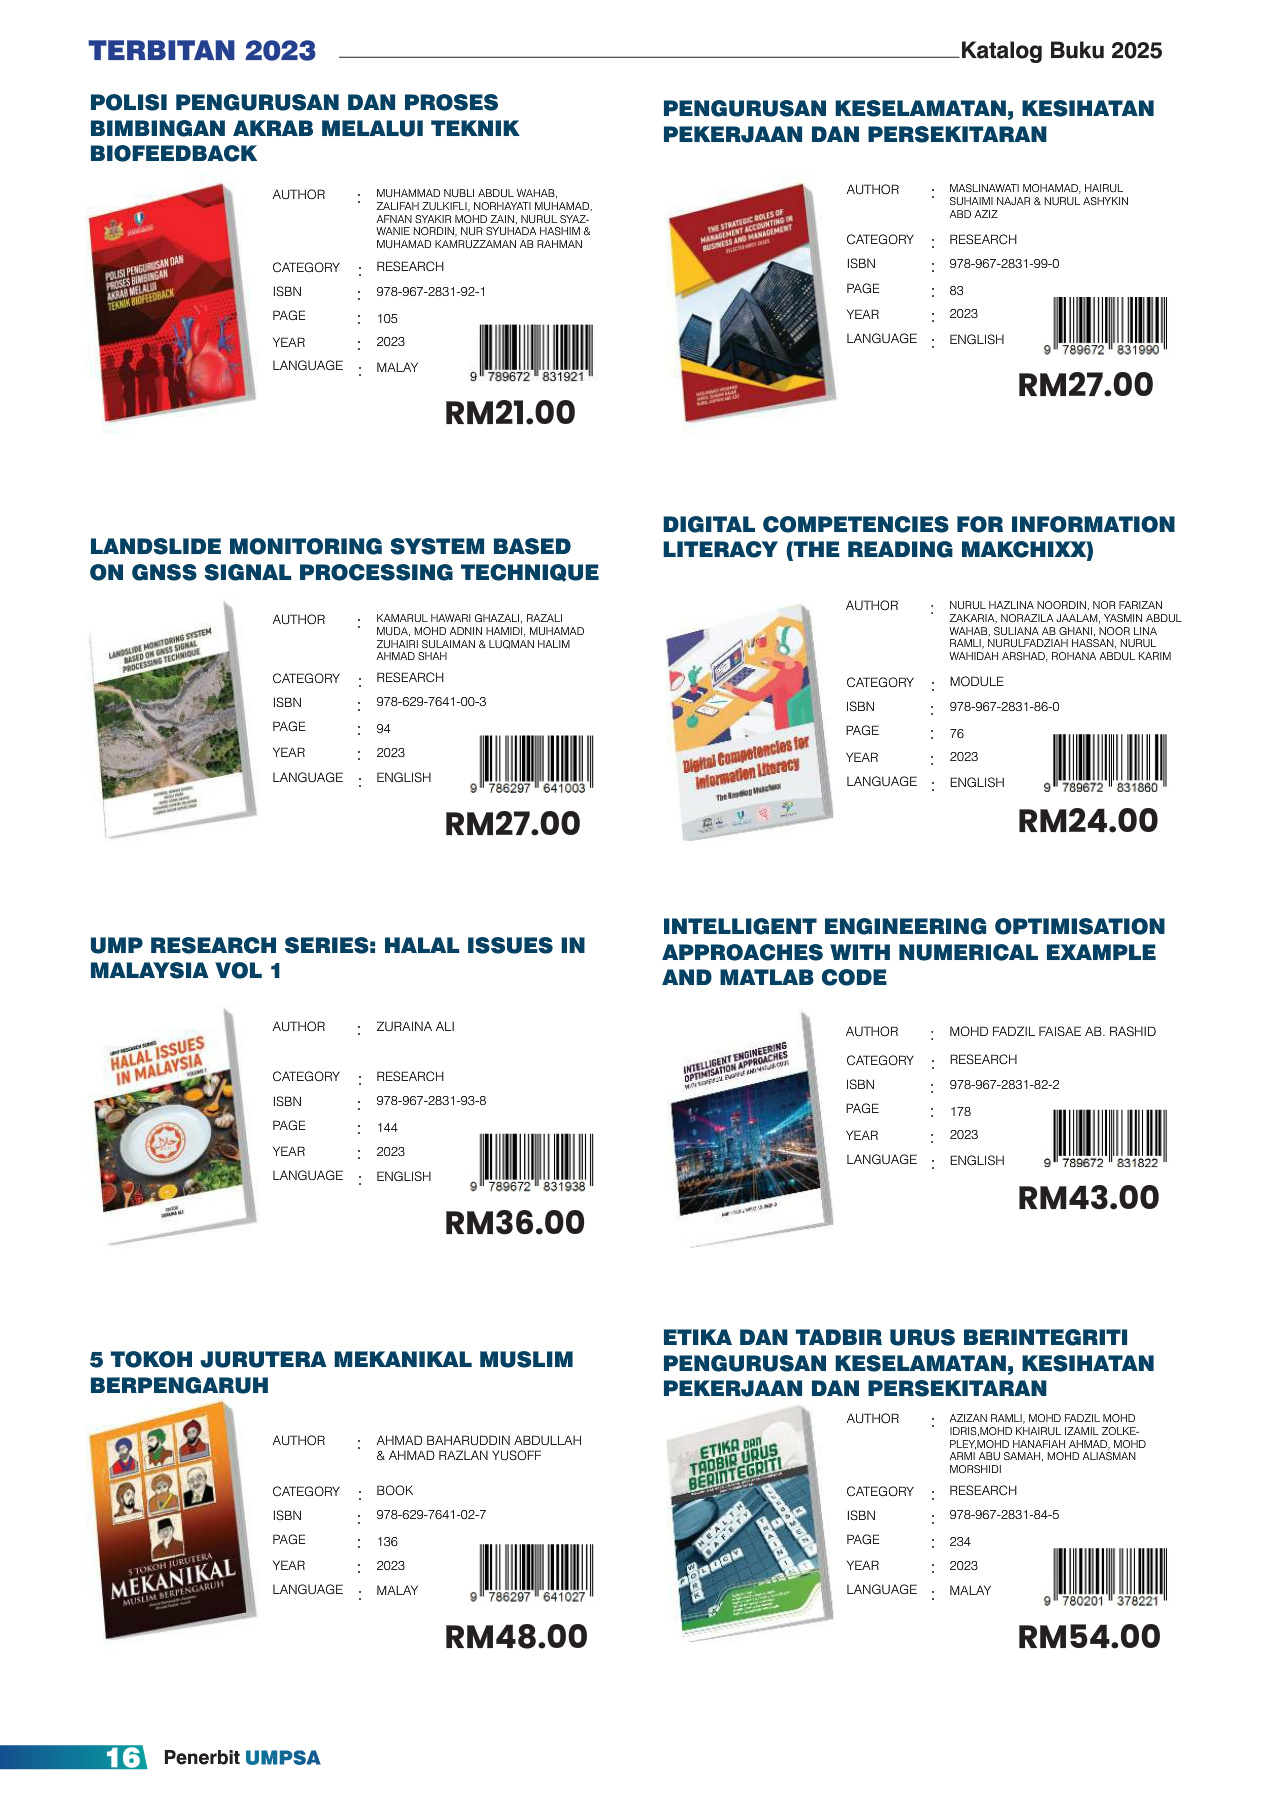 TERBITAN 2023
Katalog Buku 2025
POLISI PENGURUSAN DAN PROSES
BIMBINGAN AKRAB MELALUI TEKNIK
BIOFEEDBACK
POLISI PENGURUSAN DAN
PROSES BIMBINGAN
AKRAB MELALUI
TEKNIK BIOFEEDBACK
AUTHOR : MUHAMMAD NUBLI ABDUL WAHAB,
ZALIFAH ZULKIFLI, NORHAYATI MUHAMAD,
AFNAN SYAKIR MOHD ZAIN, NURUL SYAZ-
WANIE NORDIN, NUR SYUHADA HASHIM &
MUHAMAD KAMRUZZAMAN AB RAHMAN
CATEGORY : RESEARCH
ISBN : 978-967-2831-92-1
PAGE : 105
YEAR : 2023
LANGUAGE : MALAY
9 789672 831921
RM21.00
PENGURUSAN KESELAMATAN, KESIHATAN
PEKERJAAN DAN PERSEKITARAN
THE STRATEGIC ROLES OF
MANAGEMENT ACCOUNTING IN
BUSINESS AND MANAGEMENT
AUTHOR : MASLINAWATI MOHAMAD, HAIRUL
SUHAIMI NAJAR & NURUL ASHYKIN
ABD AZIZ
CATEGORY : RESEARCH
ISBN : 978-967-2831-99-0
PAGE : 83
YEAR : 2023
LANGUAGE : ENGLISH
9 789672 831990
RM27.00
LANDSLIDE MONITORING SYSTEM BASED
ON GNSS SIGNAL PROCESSING TECHNIQUE
LANDSLIDE MONITORING SYSTEM
BASED ON GNSS SIGNAL
PROCESSING TECHNIQUE
AUTHOR : KAMARUL HAWARI GHAZALI, RAZALI
MUDA, MOHD ADNIN HAMIDI, MUHAMAD
ZUHAIRI SULAIMAN & LUQMAN HALIM
AHMAD SHAH
CATEGORY : RESEARCH
ISBN : 978-629-7641-00-3
PAGE : 94
YEAR : 2023
LANGUAGE : ENGLISH
9 786297 641003
RM27.00
DIGITAL COMPETENCIES FOR INFORMATION
LITERACY (THE READING MAKCHIXX)
Digital Competencies for
Information Literacy
The Reading Makchixx
AUTHOR : NURUL HAZLINA NOORDIN, NOR FARIZAN
ZAKARIA, NORAZILA JAALAM, YASMIN ABDUL
WAHAB, SULIANA AB GHANI, NOOR LINA
RAMLI, NURULFADZIAH HASSAN, NURUL
WAHIDAH ARSHAD, ROHANA ABDUL KARIM
CATEGORY : MODULE
ISBN : 978-967-2831-86-0
PAGE : 76
YEAR : 2023
LANGUAGE : ENGLISH
9 789672 831860
RM24.00
UMP RESEARCH SERIES: HALAL ISSUES IN
MALAYSIA VOL 1
UMP RESEARCH SERIES
HALAL ISSUES
IN MALAYSIA
VOLUME 1
EDITOR
ZURAINA ALI
AUTHOR : ZURAINA ALI
CATEGORY : RESEARCH
ISBN : 978-967-2831-93-8
PAGE : 144
YEAR : 2023
LANGUAGE : ENGLISH
9 789672 831938
RM36.00
INTELLIGENT ENGINEERING OPTIMISATION
APPROACHES WITH NUMERICAL EXAMPLE
AND MATLAB CODE
INTELLIGENT ENGINEERING
OPTIMISATION APPROACHES
WITH NUMERICAL EXAMPLE AND MATLAB CODE
AUTHOR : MOHD FADZIL FAISAE AB. RASHID
CATEGORY : RESEARCH
ISBN : 978-967-2831-82-2
PAGE : 178
YEAR : 2023
LANGUAGE : ENGLISH
9 789672 831822
RM43.00
5 TOKOH JURUTERA MEKANIKAL MUSLIM
BERPENGARUH
5 TOKOH JURUTERA
MEKANIKAL
MUSLIM BERPENGARUH
AUTHOR : AHMAD BAHARUDDIN ABDULLAH
& AHMAD RAZLAN YUSOFF
CATEGORY : BOOK
ISBN : 978-629-7641-02-7
PAGE : 136
YEAR : 2023
LANGUAGE : MALAY
9 786297 641027
RM48.00
ETIKA DAN TADBIR URUS BERINTEGRITI
PENGURUSAN KESELAMATAN, KESIHATAN
PEKERJAAN DAN PERSEKITARAN
ETIKA DAN
TADBIR URUS
BERINTEGRITI
HEALTH
SAFETY
POLICY
WORK
TRAINING
AUTHOR : AZIZAN RAMLI, MOHD FADZIL MOHD
IDRIS,MOHD KHAIRUL IZAMIL ZOLKE-
PLEY,MOHD HANAFIAH AHMAD, MOHD
ARMI ABU SAMAH, MOHD ALIASMAN
MORSHIDI
CATEGORY : RESEARCH
ISBN : 978-967-2831-84-5
PAGE : 234
YEAR : 2023
LANGUAGE : MALAY
9 780201 378221
RM54.00
16 Penerbit UMPSA